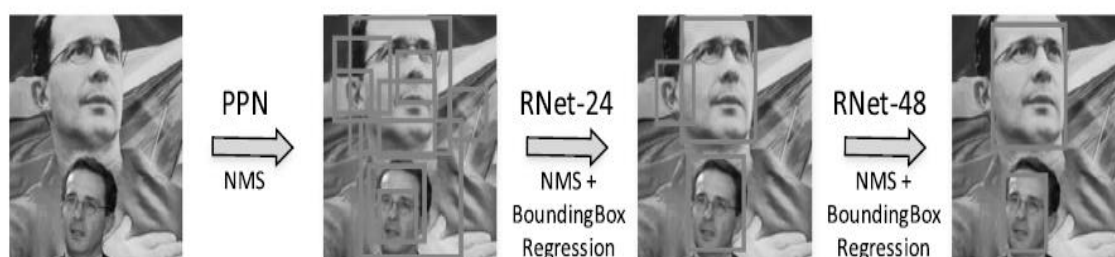 PPN
NMS
RNet-24
NMS +
BoundingBox
Regression
RNet-48
NMS +
BoundingBox
Regression